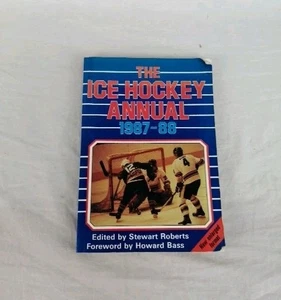 THE
ICE HOCKEY
ANNUAL
1987-88
Edited by Stewart Roberts
Foreword by Howard Bass